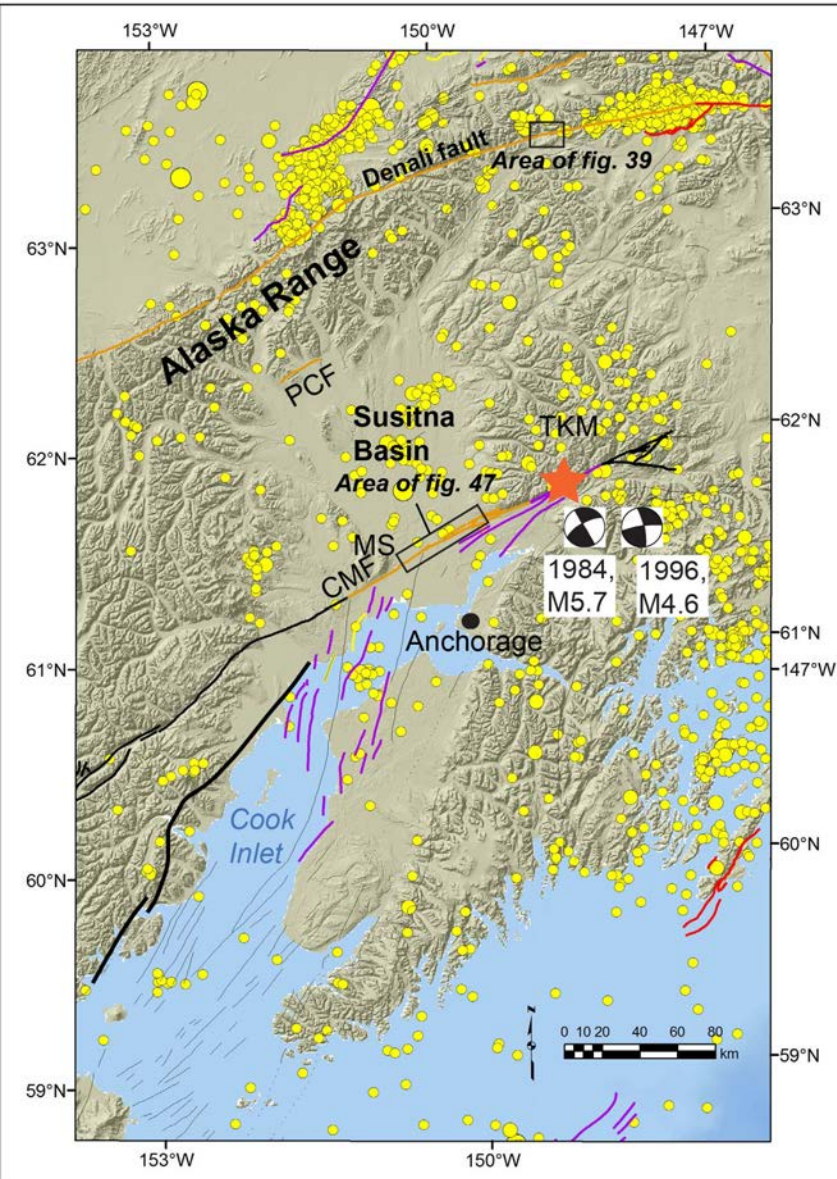 153°W
150°W
147°W
Denali fault
Area of fig. 39
63°N
63°N
Alaska Range
PCF
Susitna
Basin
TKM
62°N
62°N
Area of fig. 47
MS
CMF
1984,
M5.7
1996,
M4.6
Anchorage
61°N
61°N
147°W
Cook
Inlet
60°N
60°N
z
0 10 20 40 60 80
km
59°N
59°N
153°W
150°W